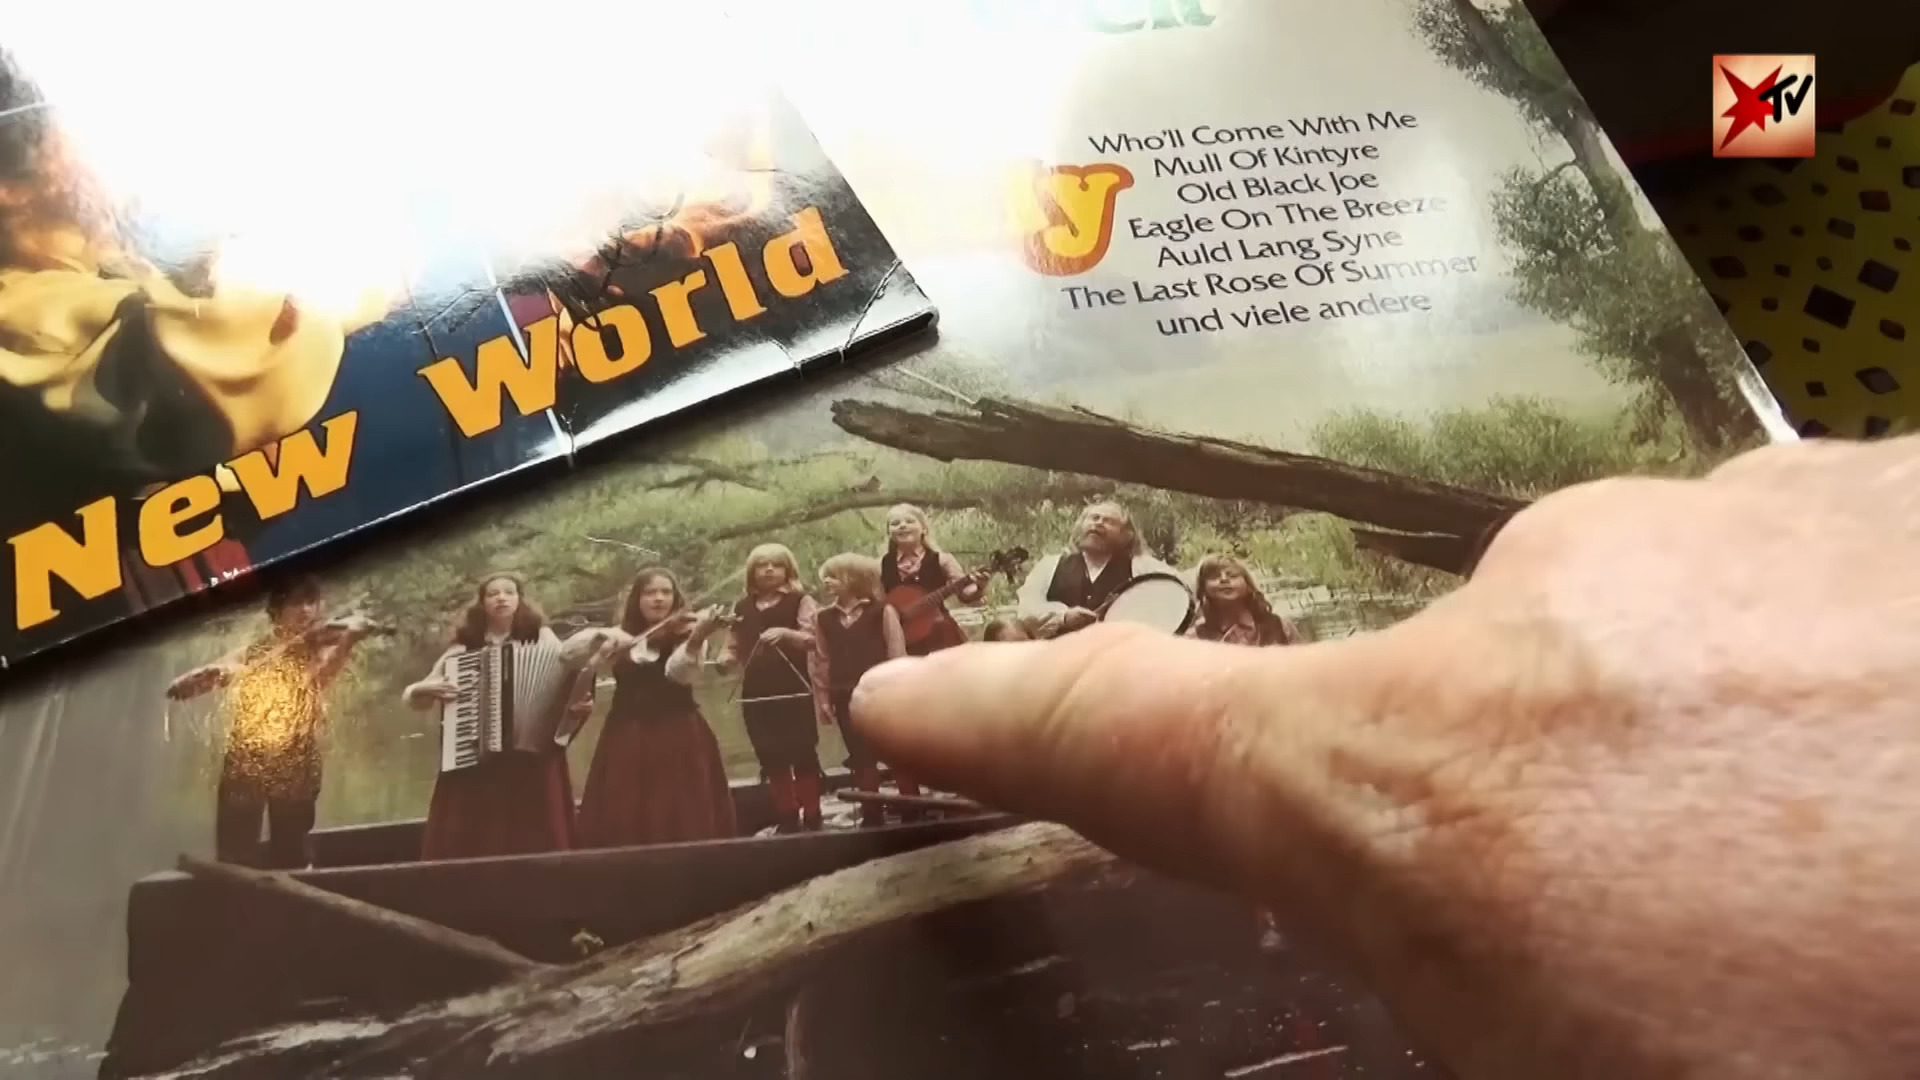 TV
Who'll Come With Me
Mull Of Kintyre
Old Black Joe
Eagle On The Breeze
Auld Lang Syne
The Last Rose Of Summer
und viele andere
y
New World